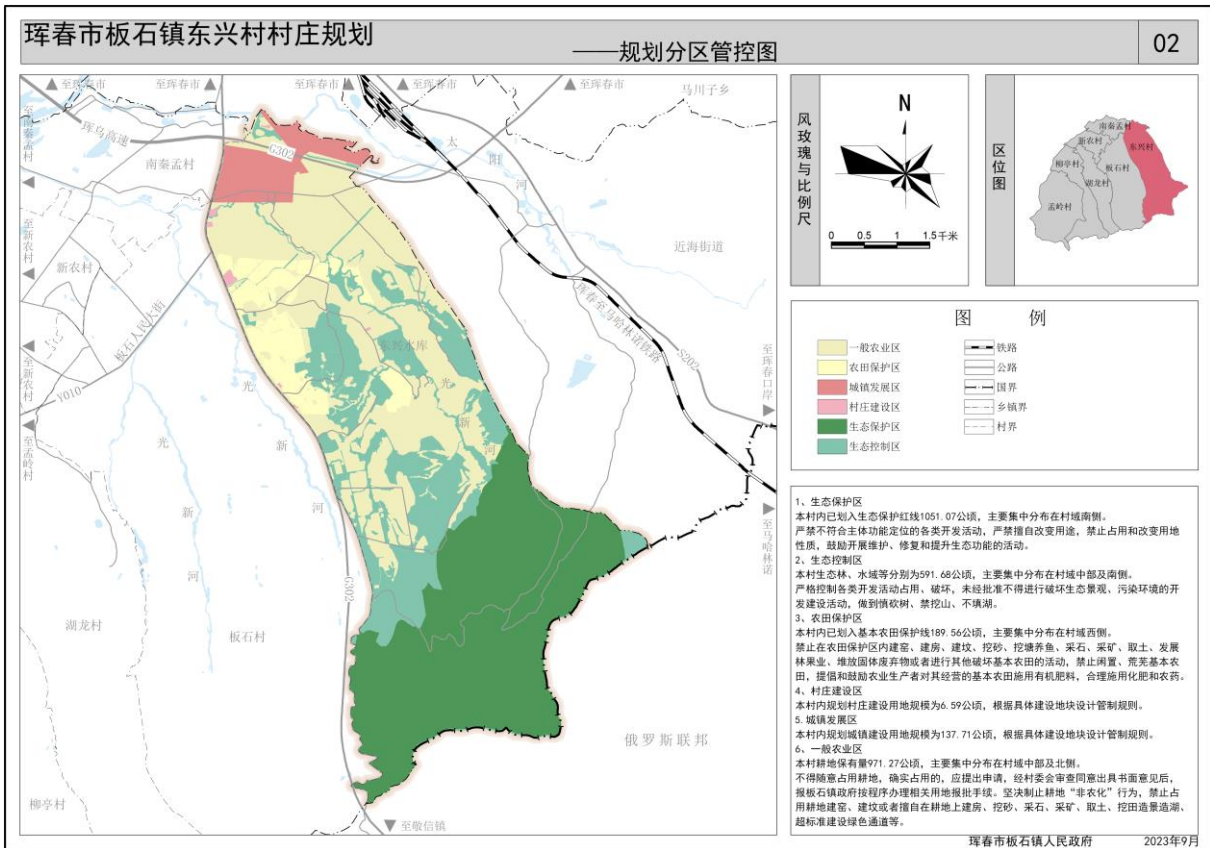 珲春市板石镇东兴村村庄规划
——规划分区管控图
02
至珲春市
至珲春市
至珲春市
至珲春市
至珲春市
马川子乡
至南秦孟村
珲乌高速
G302
南秦孟村
太阳河
至新农村
新农村
近海街道
板石人民大街
珲春至马哈林诺铁路
东兴水库
S202
至珲春口岸
至新农村
Y010
光新河
光新河
光新河
至孟岭村
至马哈林诺
G302
湖龙村
板石村
俄罗斯联邦
柳亭村
至敬信镇
风玫瑰与比例尺
N
0 0.5 1 1.5千米
区位图
南秦孟村
东兴村
新农村
柳亭村
板石村
湖龙村
孟岭村
图 例
一般农业区
农田保护区
城镇发展区
村庄建设区
生态保护区
生态控制区
铁路
公路
国界
乡镇界
村界
1、生态保护区
本村内已划入生态保护红线1051.07公顷，主要集中分布在村域南侧。
严禁不符合主体功能定位的各类开发活动，严禁擅自改变用途，禁止占用和改变用地
性质，鼓励开展维护、修复和提升生态功能的活动。
2、生态控制区
本村生态林、水域等分别为591.68公顷，主要集中分布在村域中部及南侧。
严格控制各类开发活动占用、破坏，未经批准不得进行破坏生态景观、污染环境的开
发建设活动，做到慎砍树、禁挖山、不填湖。
3、农田保护区
本村内已划入基本农田保护线189.56公顷，主要集中分布在村域西侧。
禁止在农田保护区内建窑、建房、建坟、挖砂、挖塘养鱼、采石、采矿、取土、发展
林果业、堆放固体废弃物或者进行其他破坏基本农田的活动，禁止闲置、荒芜基本农
田，提倡和鼓励农业生产者对其经营的基本农田施用有机肥料，合理施用化肥和农药。
4、村庄建设区
本村内规划村庄建设用地规模为6.59公顷，根据具体建设地块设计管制规则。
5.城镇发展区
本村内规划城镇建设用地规模为137.71公顷，根据具体建设地块设计管制规则。
6、一般农业区
本村耕地保有量971.27公顷，主要集中分布在村域中部及北侧。
不得随意占用耕地，确实占用的，应提出申请，经村委会审查同意出具书面意见后，
报板石镇政府按程序办理相关用地报批手续。坚决制止耕地“非农化”行为，禁止占
用耕地建窑、建坟或者擅自在耕地上建房、挖砂、采石、采矿、取土、挖田造景造湖、
超标准建设绿色通道等。
珲春市板石镇人民政府 2023年9月